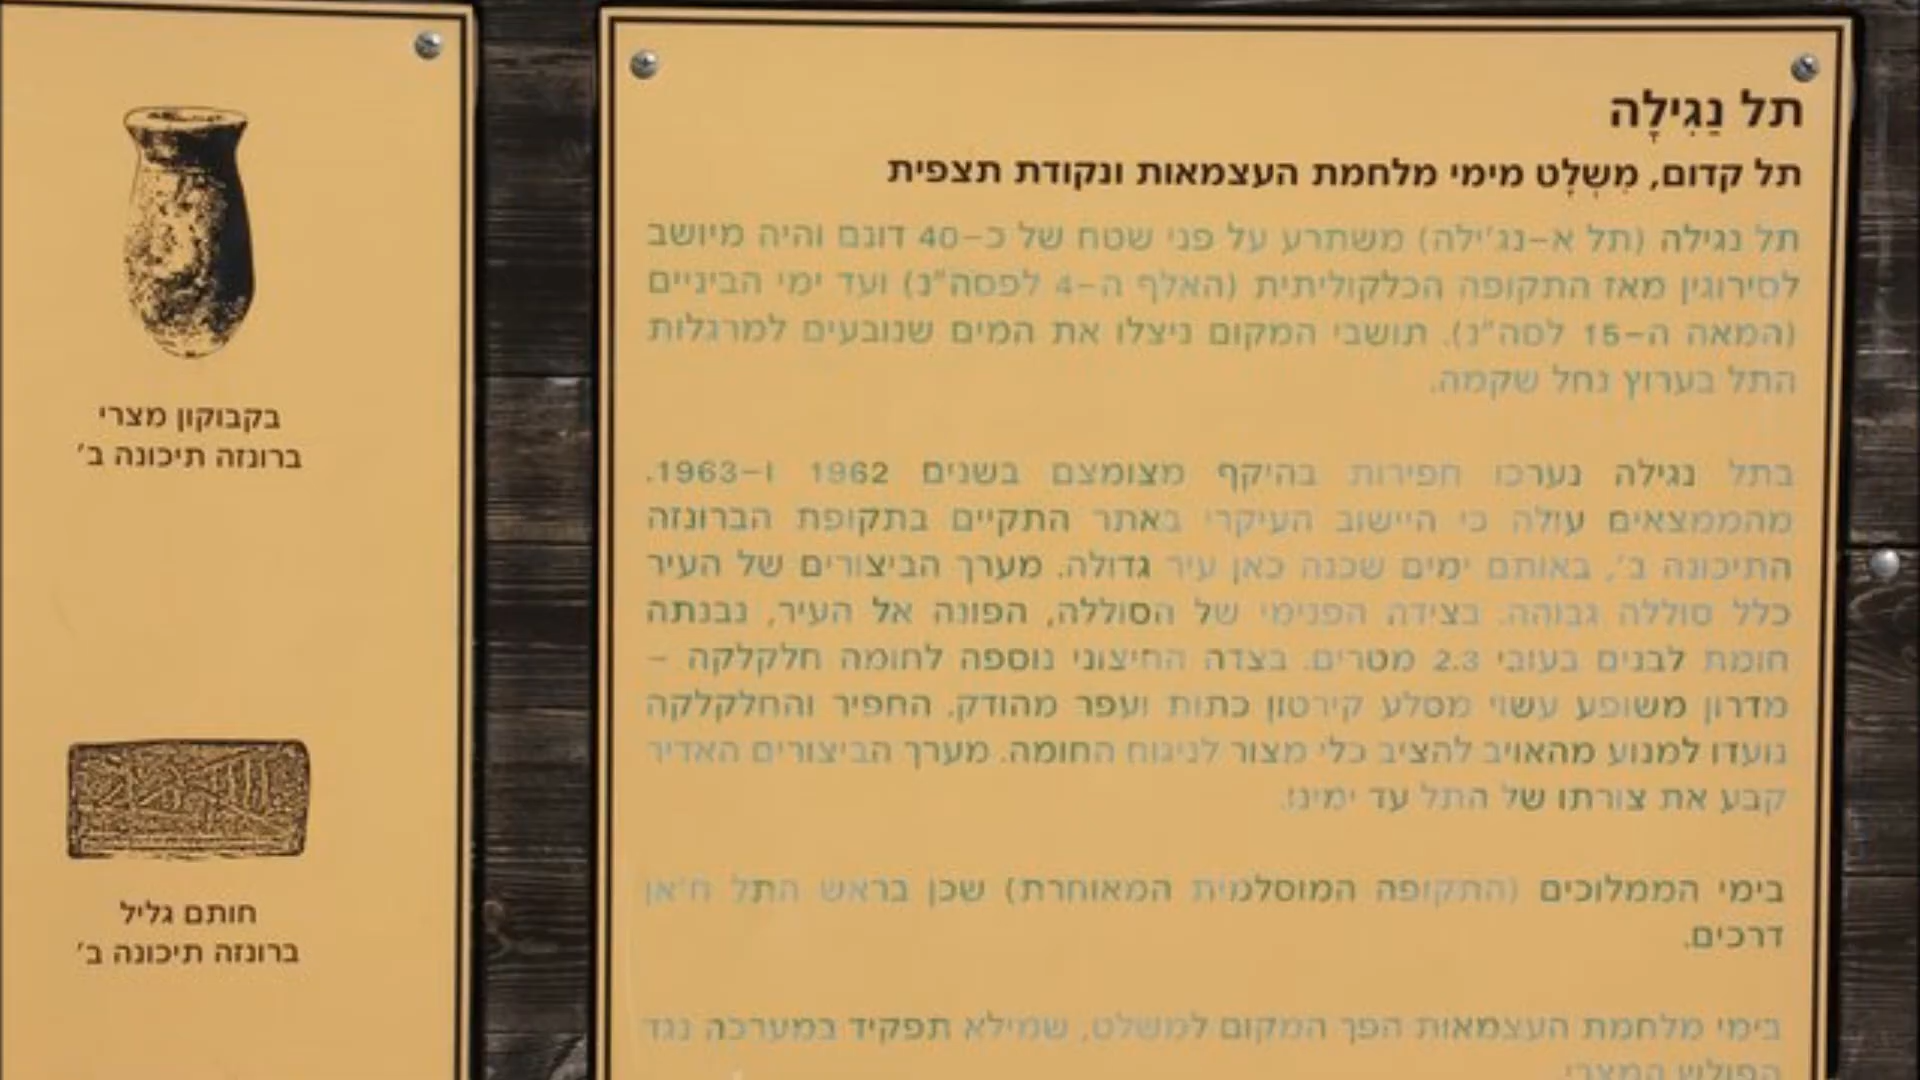 תל נַגִילָה
תל קדום, מִשְלָט מימי מלחמת העצמאות ונקודת תצפית
תל נגילה (תל א–נג'ילה) משתרע על פני שטח של כ–40 דונם והיה מיושב
לסירוגין מאז התקופה הכלקוליתית (האלף ה–4 לפסה"נ) ועד ימי הביניים
(המאה ה–15 לסה"נ). תושבי המקום ניצלו את המים שנובעים למרגלות
התל בערוץ נחל שקמה.
בתל נגילה נערכו חפירות בהיקף מצומצם בשנים 1962 ו–1963.
מהממצאים עולה כי היישוב העיקרי באתר התקיים בתקופת הברונזה
התיכונה ב', באותם ימים שכנה כאן עיר גדולה. מערך הביצורים של העיר
כלל סוללה גבוהה. בצידה הפנימי של הסוללה, הפונה אל העיר, נבנתה
חומת לבנים בעובי 2.3 מטרים. בצדה החיצוני נוספה לחומה חלקלקה –
מדרון משופע עשוי מסלע קירטון כתות ועפר מהודק. החפיר והחלקלקה
נועדו למנוע מהאויב להציב כלי מצור לניגוח החומה. מערך הביצורים האדיר
קבע את צורתו של התל עד ימינו.
בימי הממלוכים (התקופה המוסלמית המאוחרת) שכן בראש התל ח'אן
דרכים.
בימי מלחמת העצמאות הפך המקום למשלט, שמילא תפקיד במערכה נגד
הפולש המצרי.
בקבוקון מצרי
ברונזה תיכונה ב'
חותם גליל
ברונזה תיכונה ב'